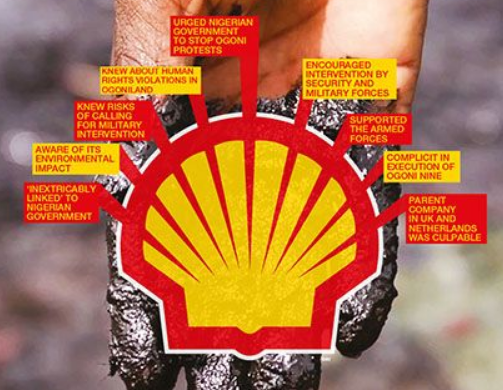 URGED NIGERIAN
GOVERNMENT
TO STOP OGONI
PROTESTS
KNEW ABOUT HUMAN
RIGHTS VIOLATIONS IN
OGONILAND
ENCOURAGED
INTERVENTION BY
SECURITY AND
MILITARY FORCES
KNEW RISKS
OF CALLING
FOR MILITARY
INTERVENTION
SUPPORTED
THE ARMED
FORCES
AWARE OF IT'S
ENVIRONMENTAL
IMPACT
COMPLICIT IN
EXECUTION OF
OGONI NINE
'INEXTRICABLY
LINKED' TO
NIGERIAN
GOVERNMENT
PARENT
COMPANY
IN UK AND
NETHERLANDS
WAS CULPABLE